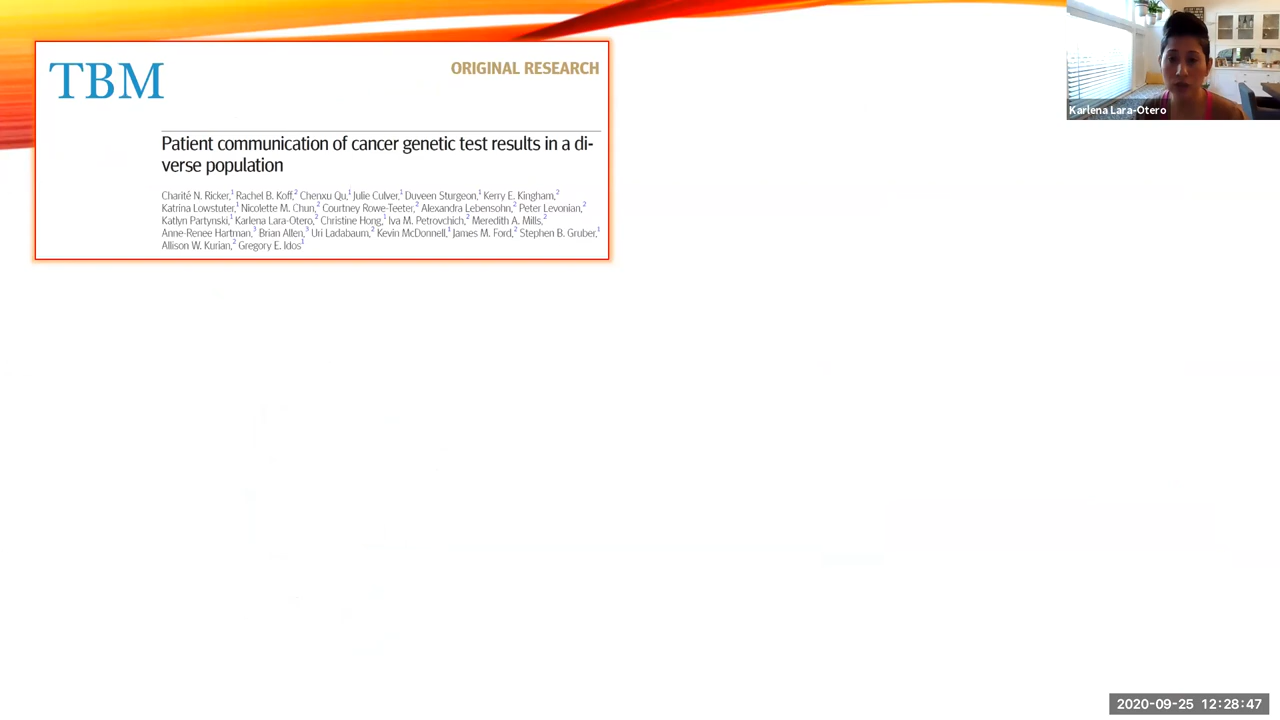 TBM
ORIGINAL RESEARCH
Patient communication of cancer genetic test results in a di-
verse population
Charité N. Ricker,1 Rachel B. Koff,2 Chenxu Qu,1 Julie Culver,1 Duveen Sturgeon,1 Kerry E. Kingham,2
Katrina Lowstuter,1 Nicolette M. Chun,2 Courtney Rowe-Teeter,2 Alexandra Lebensohn,2 Peter Levonian,2
Katlyn Partynski,1 Karlena Lara-Otero,2 Christine Hong,1 Iva M. Petrovchich,2 Meredith A. Mills,2
Anne-Renee Hartman,3 Brian Allen,3 Uri Ladabaum,2 Kevin McDonnell,1 James M. Ford,2 Stephen B. Gruber,1
Allison W. Kurian,2 Gregory E. Idos1
Karlena Lara-Otero
2020-09-25 12:28:47